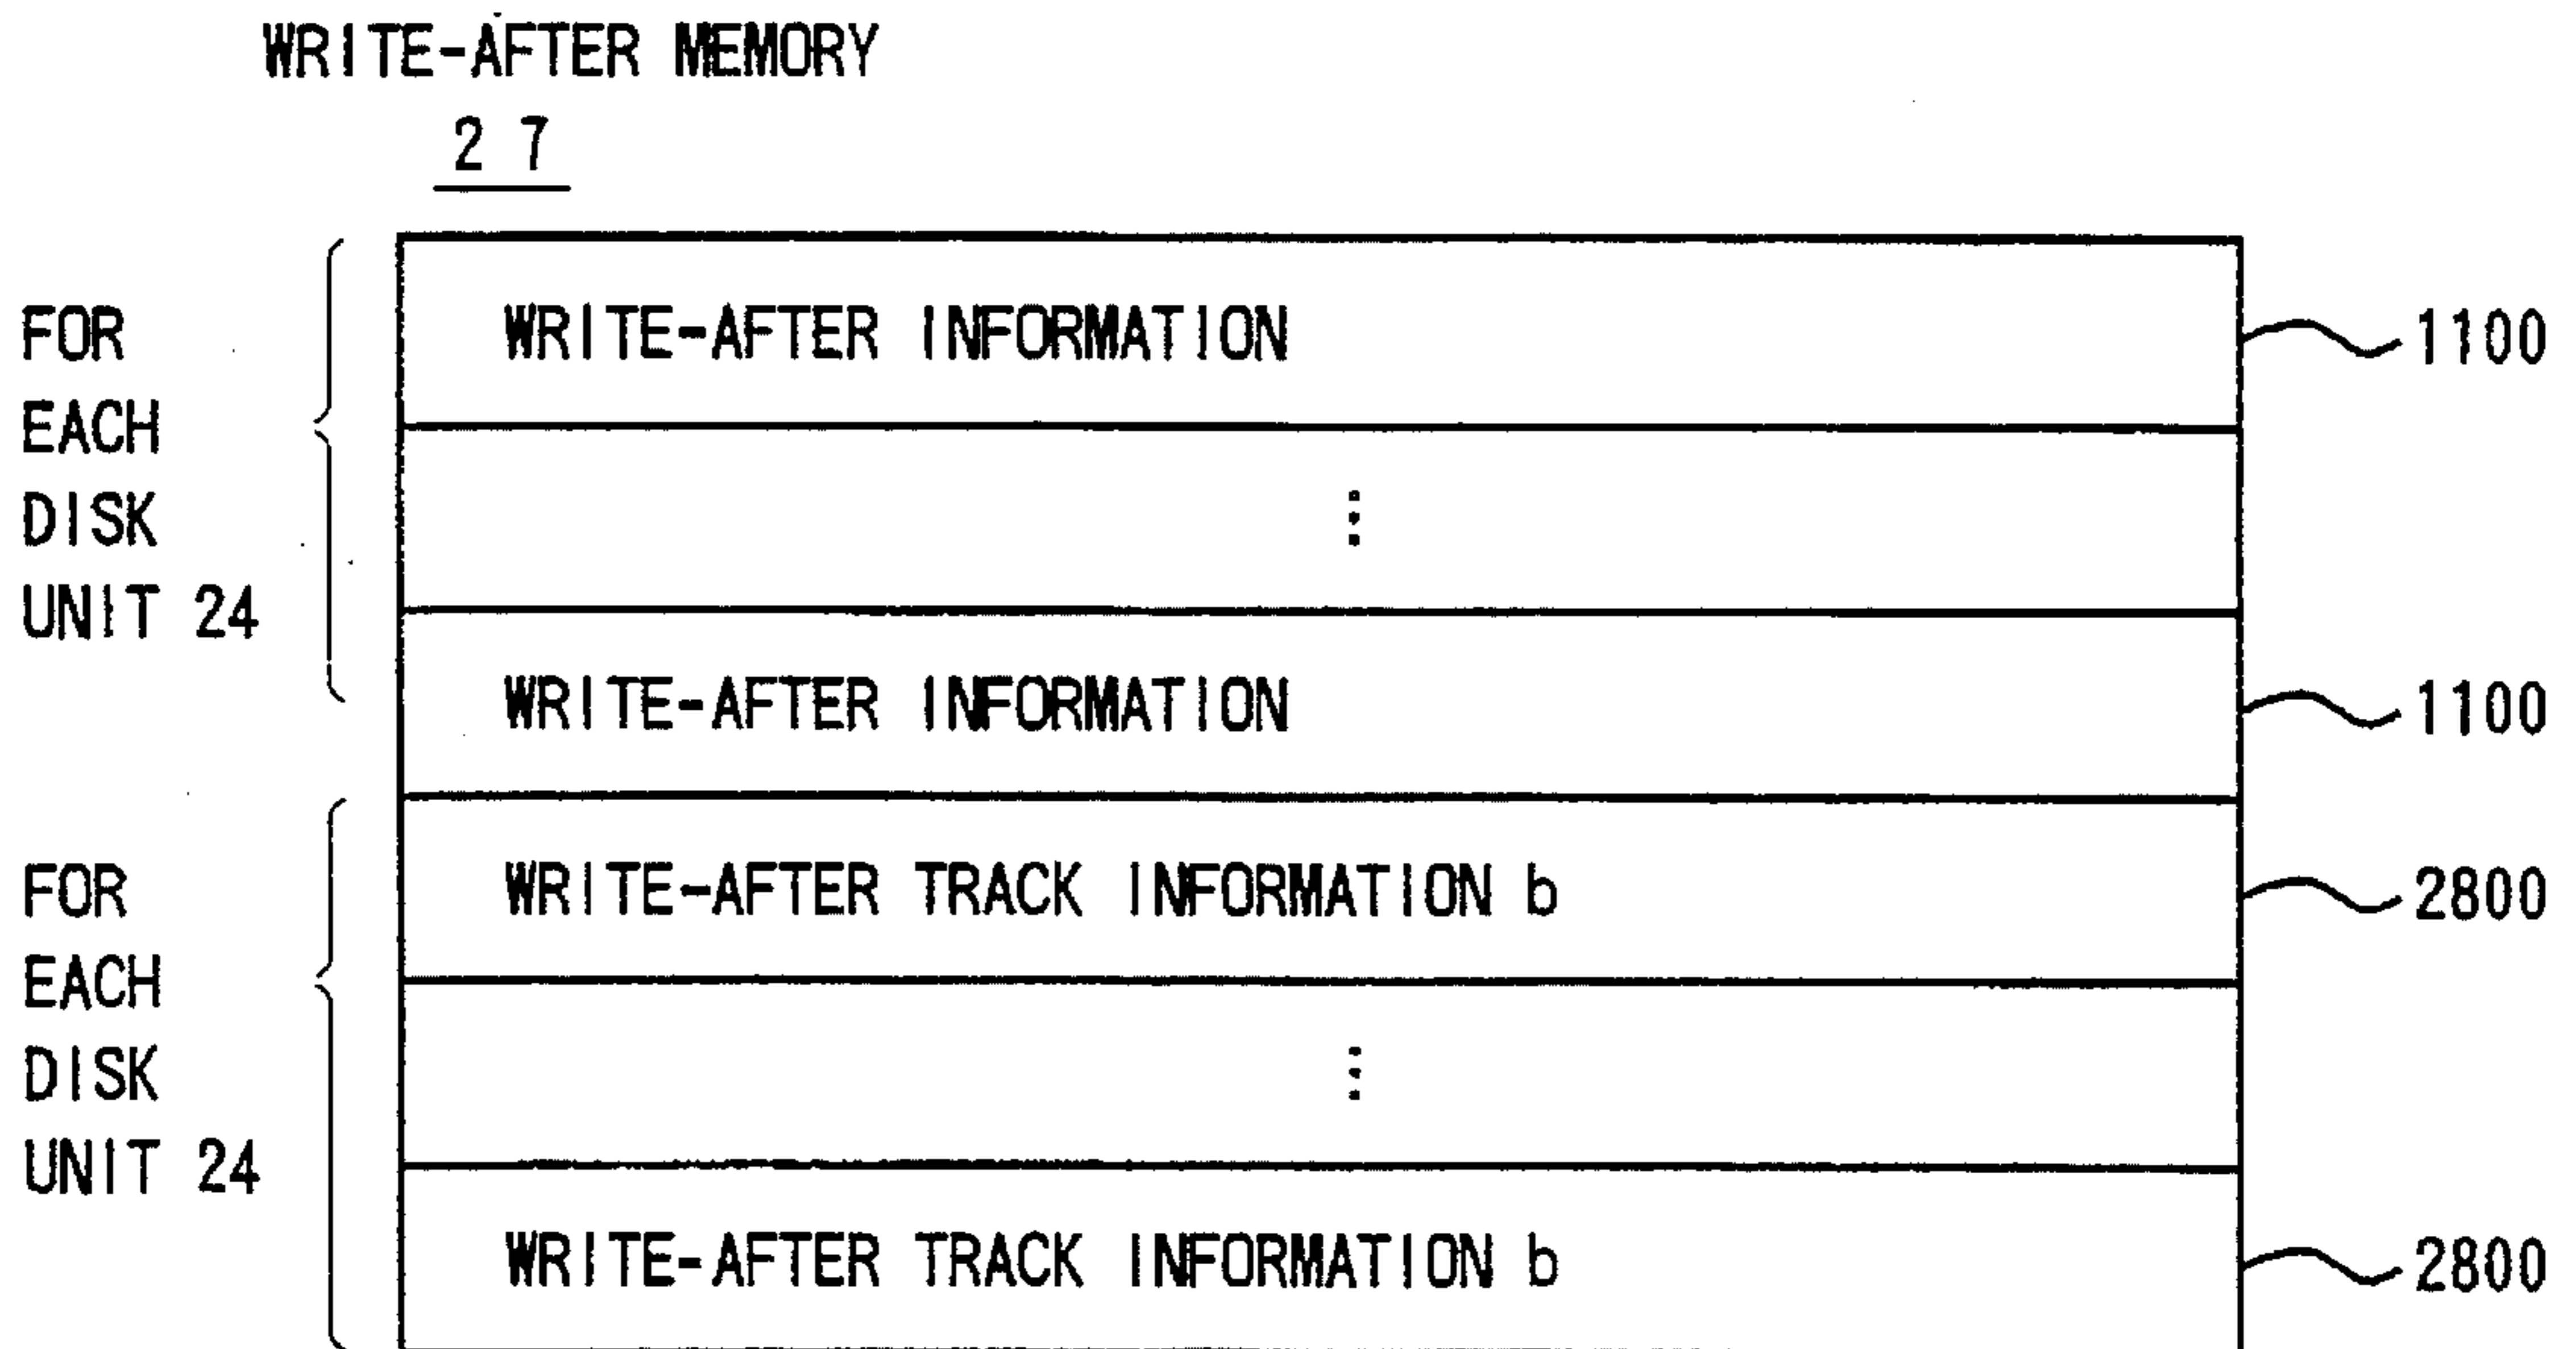 WRITE-AFTER MEMORY
27
FOR
EACH
DISK
UNIT 24
WRITE-AFTER INFORMATION
1100
⋮
WRITE-AFTER INFORMATION
1100
FOR
EACH
DISK
UNIT 24
WRITE-AFTER TRACK INFORMATION b
2800
⋮
WRITE-AFTER TRACK INFORMATION b
2800